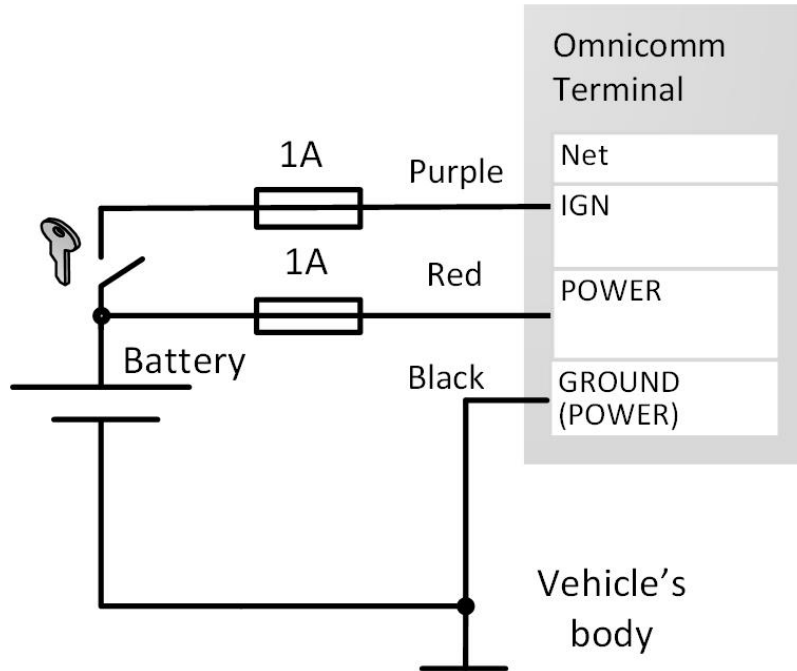 Omnicomm
Terminal
1A
Purple
Net
IGN
1A
Red
POWER
Battery
Black
GROUND
(POWER)
Vehicle’s
body